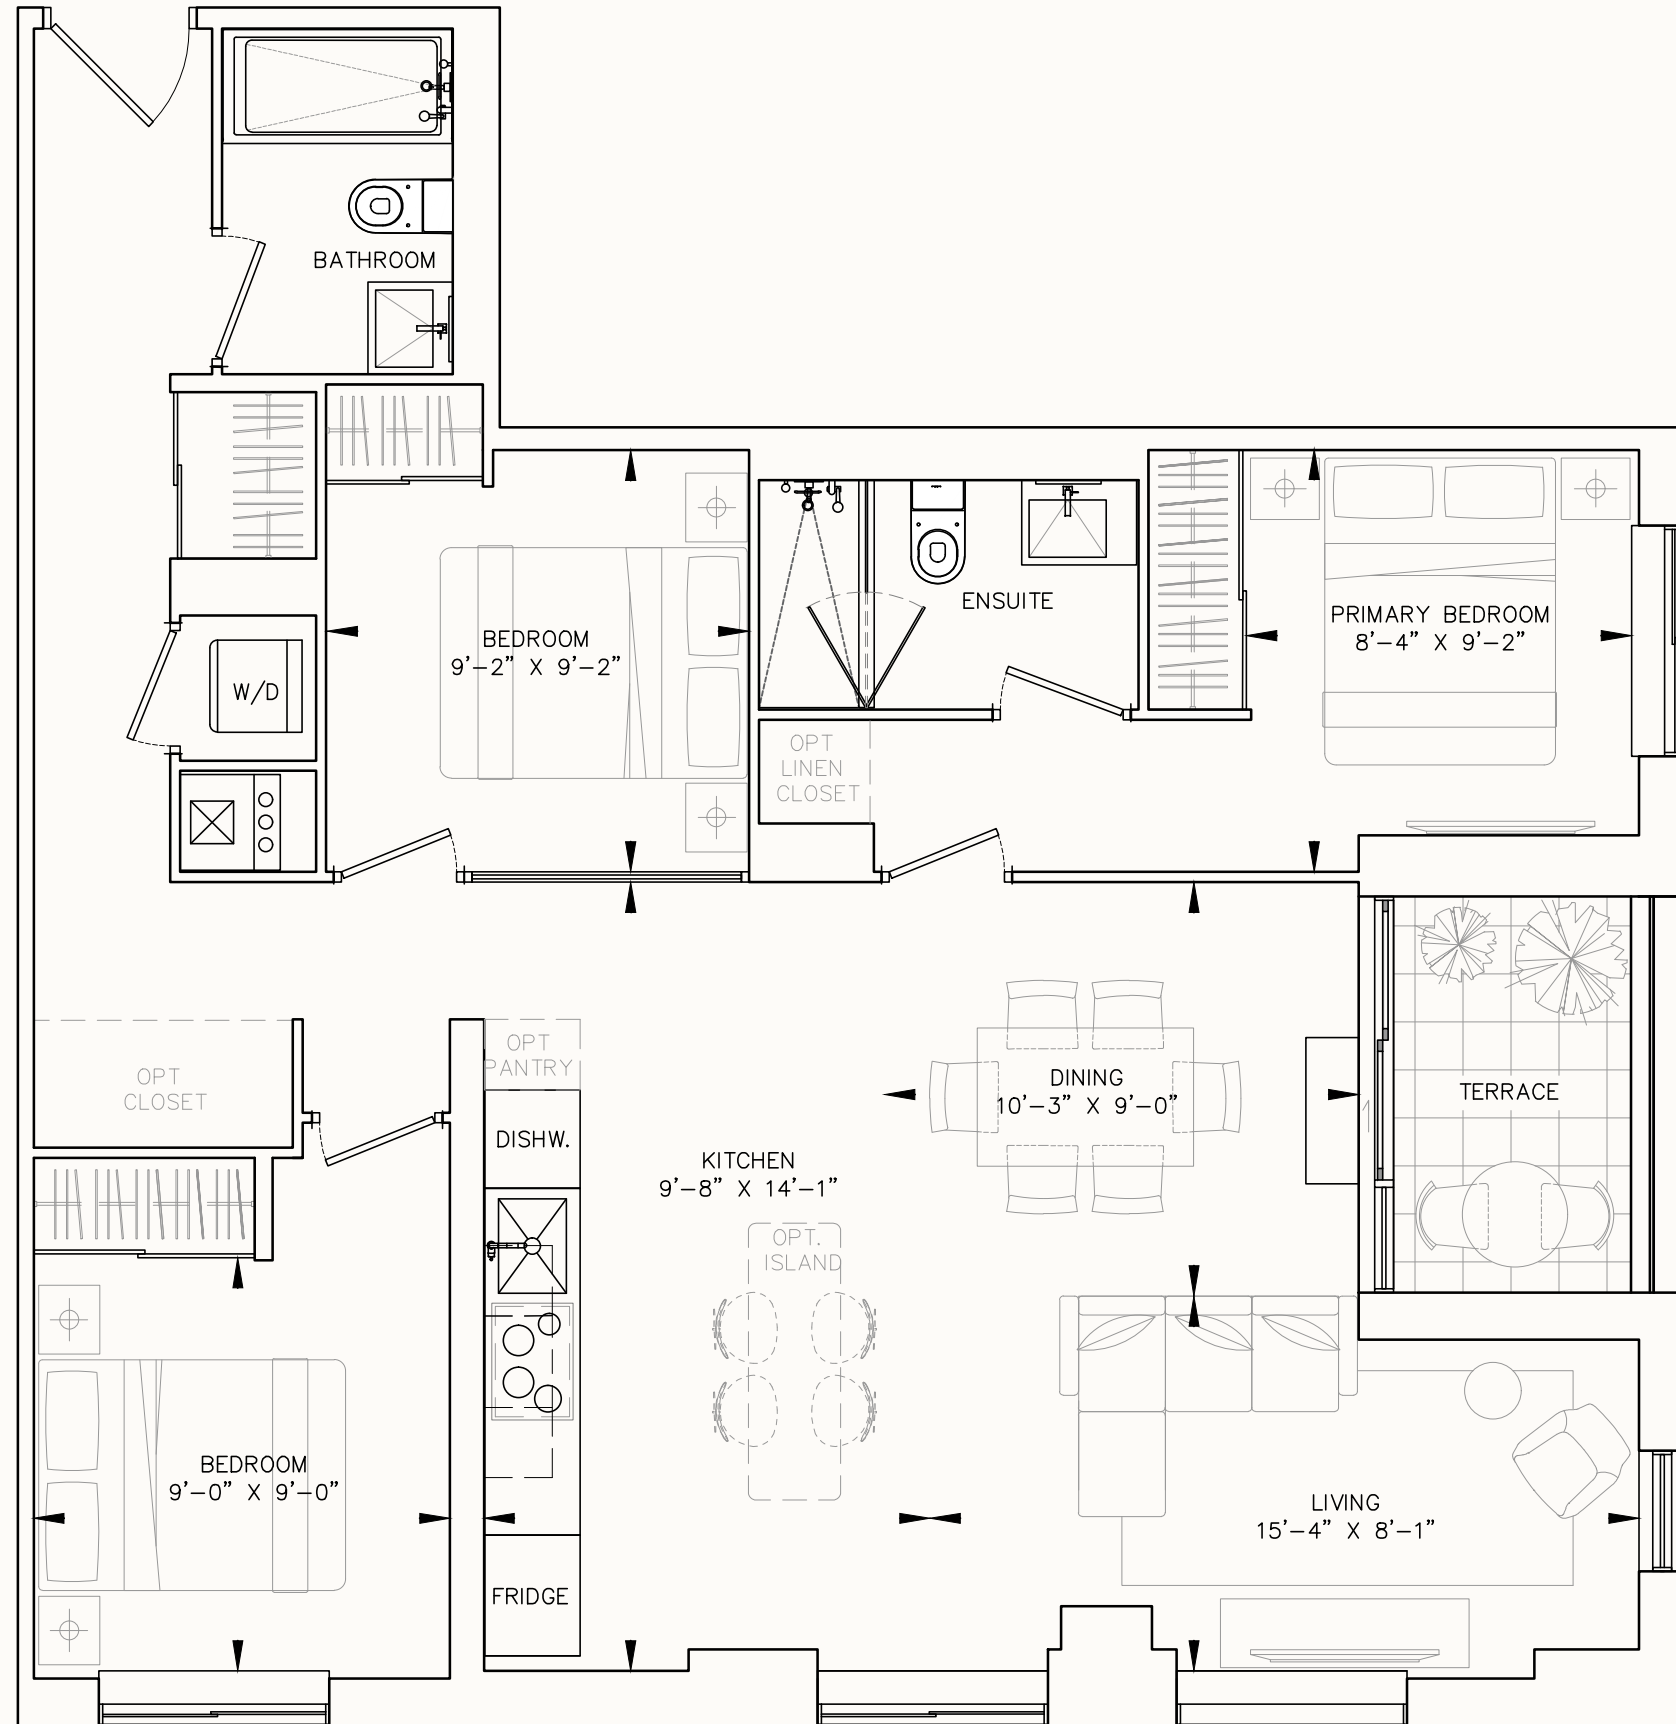 BATHROOM
BEDROOM
9'-2" X 9'-2"
ENSUITE
PRIMARY BEDROOM
8'-4" X 9'-2"
W/D
OPT
LINEN
CLOSET
OPT
CLOSET
OPT
PANTRY
DISHW.
DINING
10'-3" X 9'-0"
TERRACE
KITCHEN
9'-8" X 14'-1"
OPT.
ISLAND
BEDROOM
9'-0" X 9'-0"
LIVING
15'-4" X 8'-1"
FRIDGE